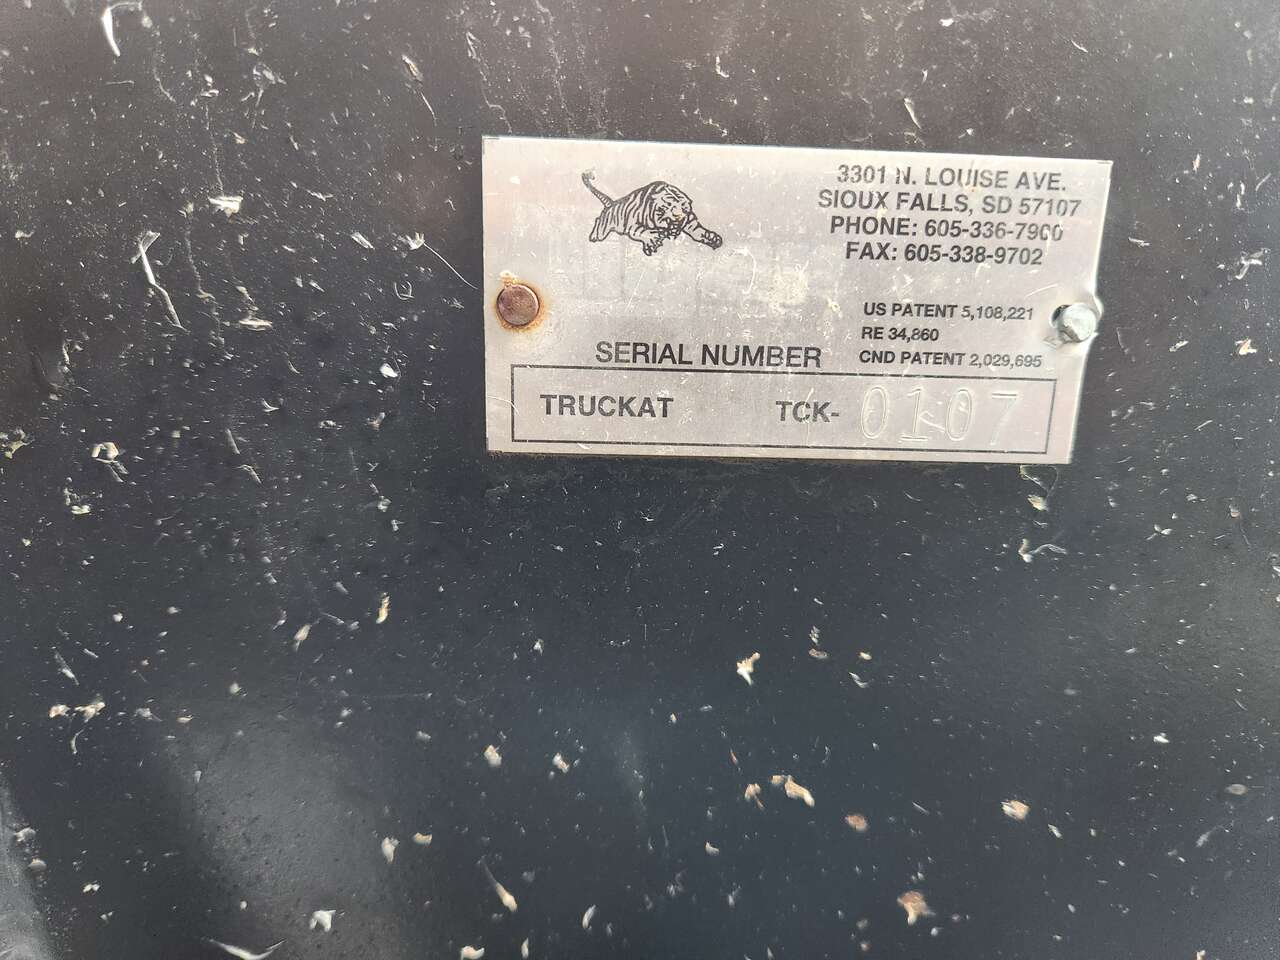 3301 N. LOUISE AVE.
SIOUX FALLS, SD 57107
PHONE: 605-336-7900
FAX: 605-338-9702
US PATENT 5,108,221
RE 34,860
CND PATENT 2,029,695
SERIAL NUMBER
TRUCKAT TCK- 0107